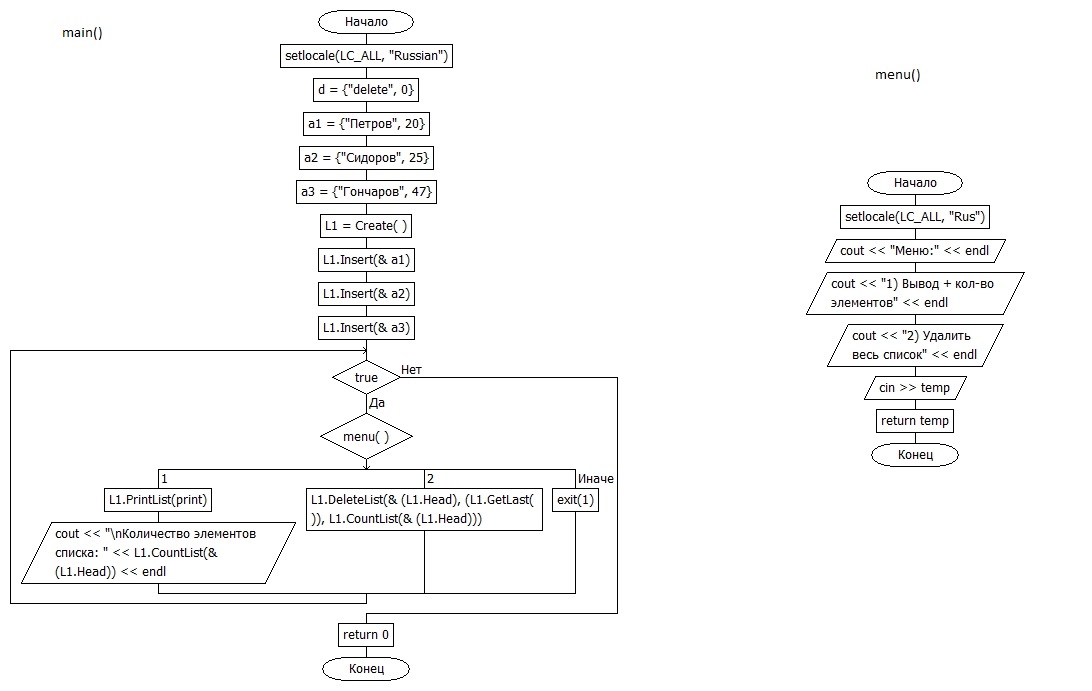 main()
Начало
setlocale(LC_ALL, "Russian")
d = {"delete", 0}
a1 = {"Петров", 20}
a2 = {"Сидоров", 25}
a3 = {"Гончаров", 47}
L1 = Create( )
L1.Insert(& a1)
L1.Insert(& a2)
L1.Insert(& a3)
true
Нет
Да
menu( )
1
2
Иначе
L1.PrintList(print)
cout << "\nКоличество элементов
списка: " << L1.CountList(&
(L1.Head)) << endl
L1.DeleteList(& (L1.Head), (L1.GetLast(
)), L1.CountList(& (L1.Head)))
exit(1)
return 0
Конец
menu()
Начало
setlocale(LC_ALL, "Rus")
cout << "Меню:" << endl
cout << "1) Вывод + кол-во
элементов" << endl
cout << "2) Удалить
весь список" << endl
cin >> temp
return temp
Конец